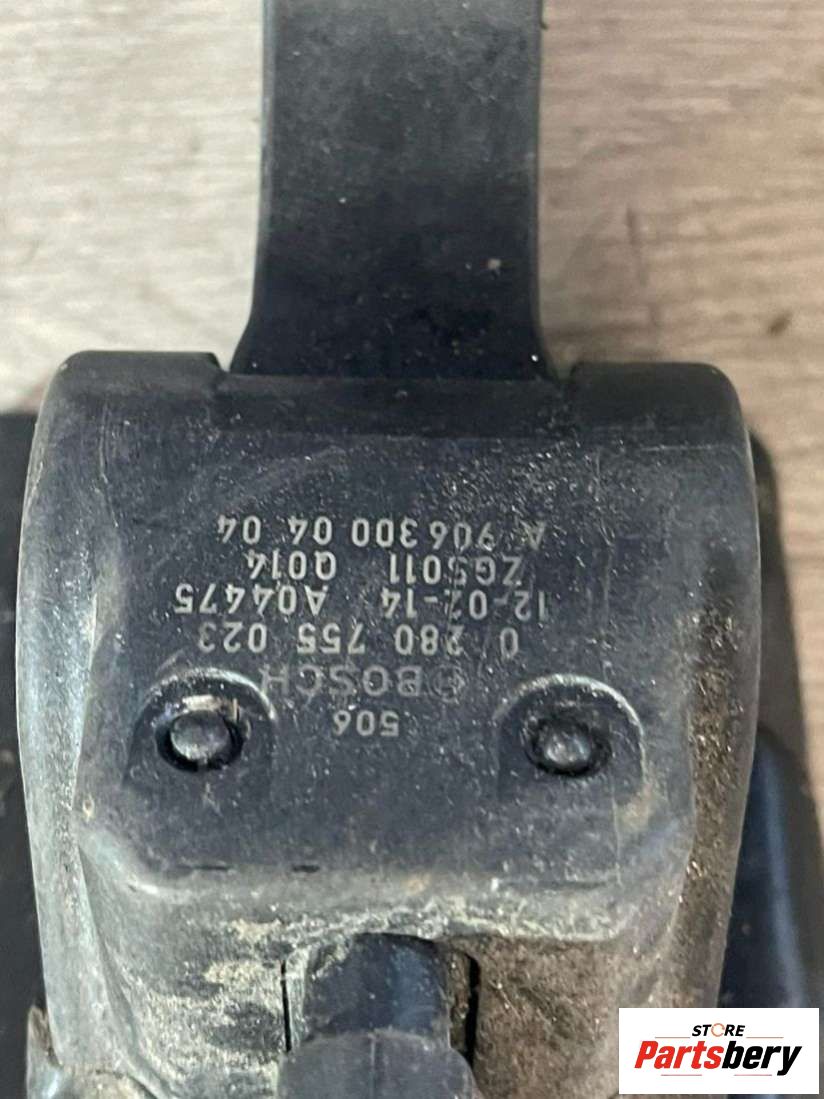 506
BOSCH
0 280 755 023
12-02-14 A04475
ZGS011 Q014
A 906 300 04 04
STORE
Partsbery